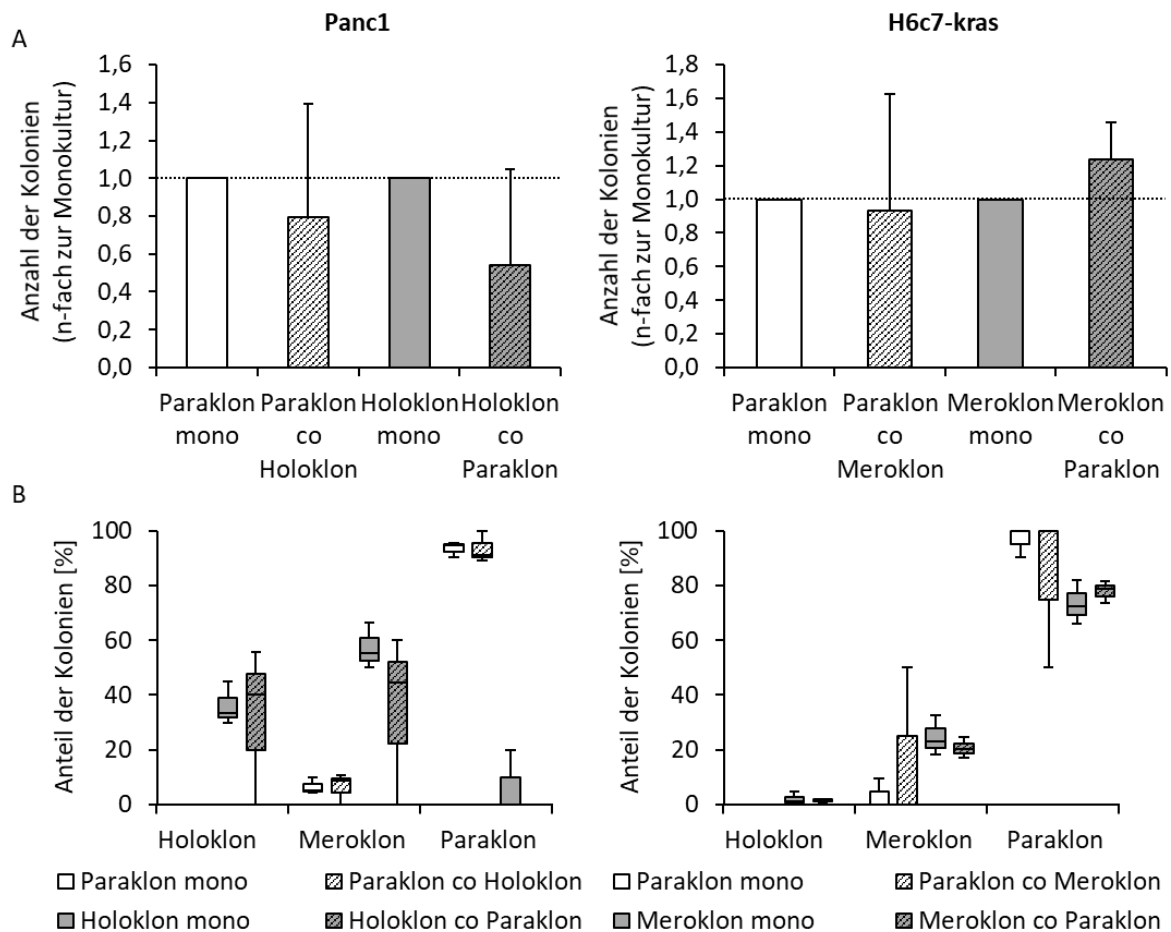 Panc1
H6c7-kras
A
Anzahl der Kolonien
(n-fach zur Monokultur)
1,6
1,4
1,2
1,0
0,8
0,6
0,4
0,2
0,0
Paraklon Paraklon Holoklon Holoklon
mono co mono co
Holoklon Paraklon
Anzahl der Kolonien
(n-fach zur Monokultur)
1,8
1,6
1,4
1,2
1,0
0,8
0,6
0,4
0,2
0,0
Paraklon Paraklon Meroklon Meroklon
mono co mono co
Meroklon Paraklon
B
Anteil der Kolonien [%]
100
80
60
40
20
0
Holoklon Meroklon Paraklon
Anteil der Kolonien [%]
100
80
60
40
20
0
Holoklon Meroklon Paraklon
Paraklon mono Paraklon co Holoklon
Holoklon mono Holoklon co Paraklon
Paraklon mono Paraklon co Meroklon
Meroklon mono Meroklon co Paraklon